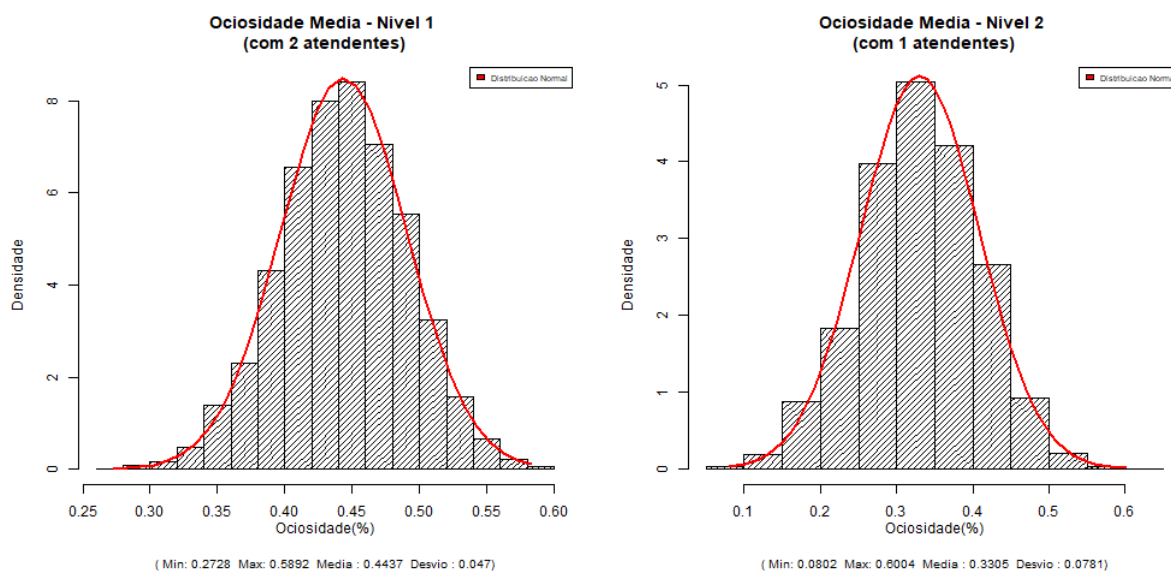 Ociosidade Media - Nivel 1
(com 2 atendentes)
Distribuicao Normal
Densidade
8
6
4
2
0
0.25 0.30 0.35 0.40 0.45 0.50 0.55 0.60
Ociosidade(%)
( Min: 0.2728 Max: 0.5892 Media : 0.4437 Desvio : 0.047)
Ociosidade Media - Nivel 2
(com 1 atendentes)
Distribuicao Norma
Densidade
5
4
3
2
1
0
0.1 0.2 0.3 0.4 0.5 0.6
Ociosidade(%)
( Min: 0.0802 Max: 0.6004 Media : 0.3305 Desvio : 0.0781)